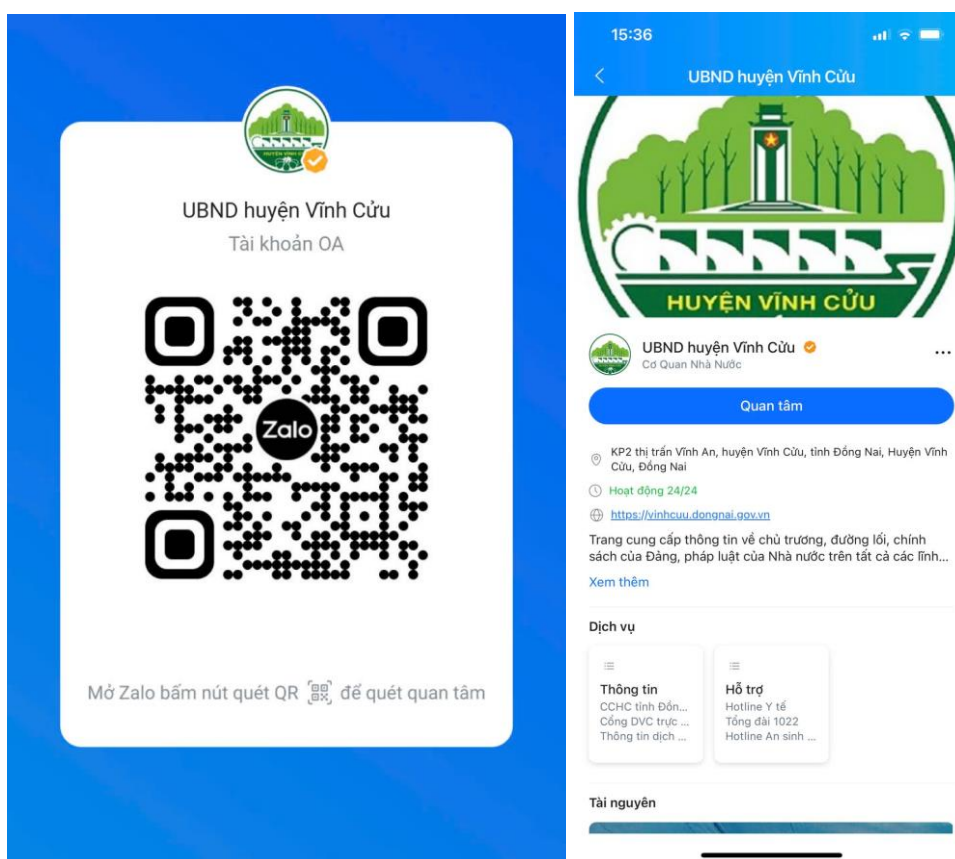 UBND huyện Vĩnh Cửu
Tài khoản OA
Zalo
Mở Zalo bấm nút quét QR để quét quan tâm
15:36
UBND huyện Vĩnh Cửu
HUYỆN VĨNH CỬU
UBND huyện Vĩnh Cửu
Cơ Quan Nhà Nước
...
Quan tâm
KP2 thị trấn Vĩnh An, huyện Vĩnh Cửu, tỉnh Đồng Nai, Huyện Vĩnh
Cửu, Đồng Nai
Hoạt động 24/24
https://vinhcuu.dongnai.gov.vn
Trang cung cấp thông tin về chủ trương, đường lối, chính
sách của Đảng, pháp luật của Nhà nước trên tất cả các lĩnh...
Xem thêm
Dịch vụ
Thông tin
CCHC tỉnh Đồn...
Cổng DVC trực ...
Thông tin dịch ...
Hỗ trợ
Hotline Y tế
Tổng đài 1022
Hotline An sinh ...
Tài nguyên